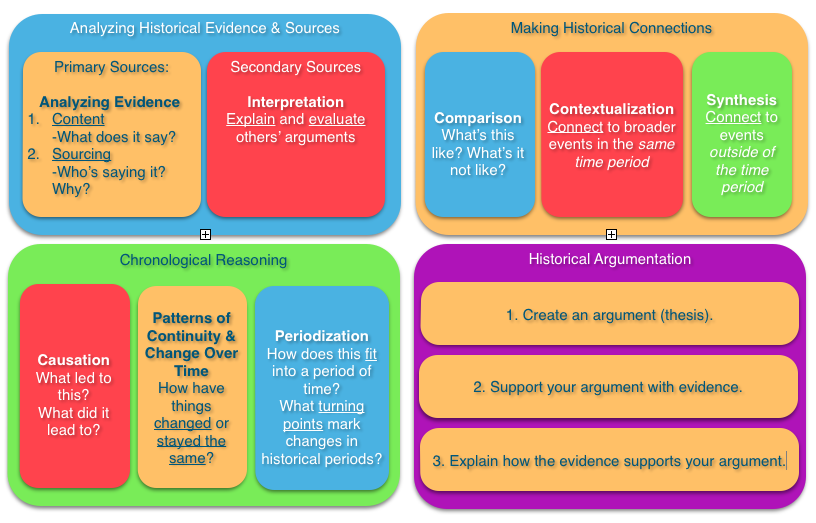 Analyzing Historical Evidence & Sources
Primary Sources:
Analyzing Evidence
1. Content
-What does it say?
2. Sourcing
-Who's saying it?
Why?
Secondary Sources
Interpretation
Explain and evaluate
others' arguments
Making Historical Connections
Comparison
What's this
like? What's it
not like?
Contextualization
Connect to broader
events in the same
time period
Synthesis
Connect to
events
outside of
the time
period
Chronological Reasoning
Causation
What led to
this?
What did it
lead to?
Patterns of
Continuity &
Change Over
Time
How have
things
changed or
stayed the
same?
Periodization
How does this fit
into a period of
time?
What turning
points mark
changes in
historical periods?
Historical Argumentation
1. Create an argument (thesis).
2. Support your argument with evidence.
3. Explain how the evidence supports your argument.